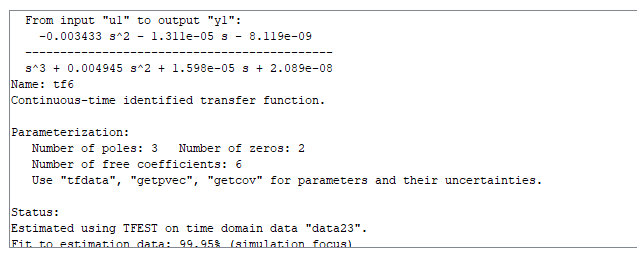 From input "u1" to output "y1":
-0.003433 s^2 - 1.311e-05 s - 8.119e-09
-----------------------------------------
s^3 + 0.004945 s^2 + 1.598e-05 s + 2.089e-08
Name: tf6
Continuous-time identified transfer function.
Parameterization:
Number of poles: 3   Number of zeros: 2
Number of free coefficients: 6
Use "tfdata", "getpvec", "getcov" for parameters and their uncertainties.
Status:
Estimated using TFEST on time domain data "data23".
Fit to estimation data: 99.95% (simulation focus)